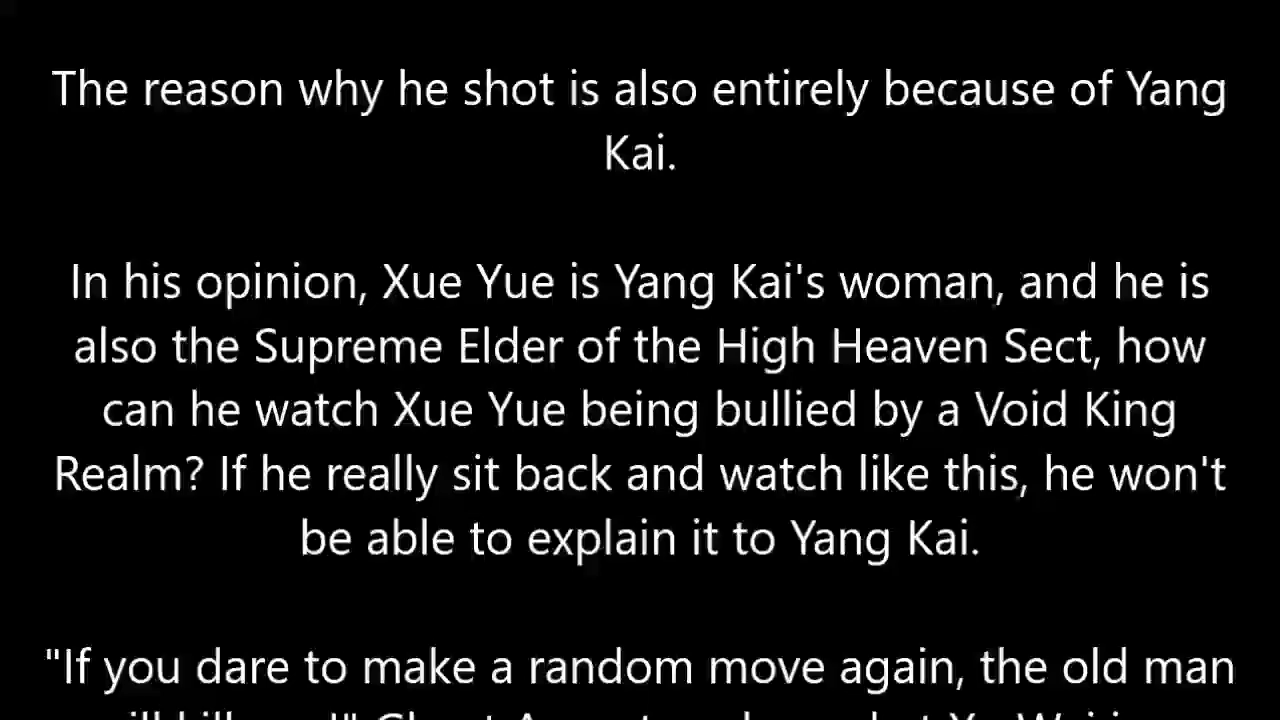 The reason why he shot is also entirely because of Yang
Kai.
In his opinion, Xue Yue is Yang Kai's woman, and he is
also the Supreme Elder of the High Heaven Sect, how
can he watch Xue Yue being bullied by a Void King
Realm? If he really sit back and watch like this, he won't
be able to explain it to Yang Kai.
"If you dare to make a random move again, the old man